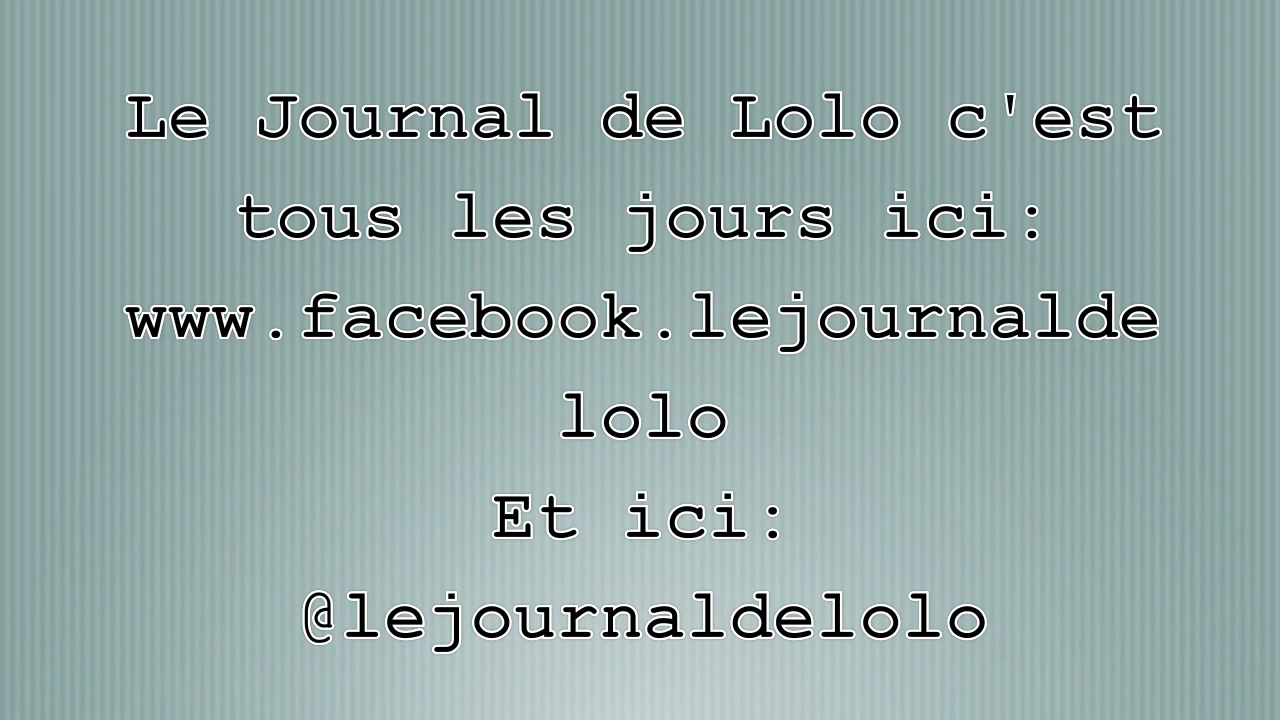 Le Journal de Lolo c'est
tous les jours ici:
www.facebook.lejournalde
lolo
Et ici:
@lejournaldelolo